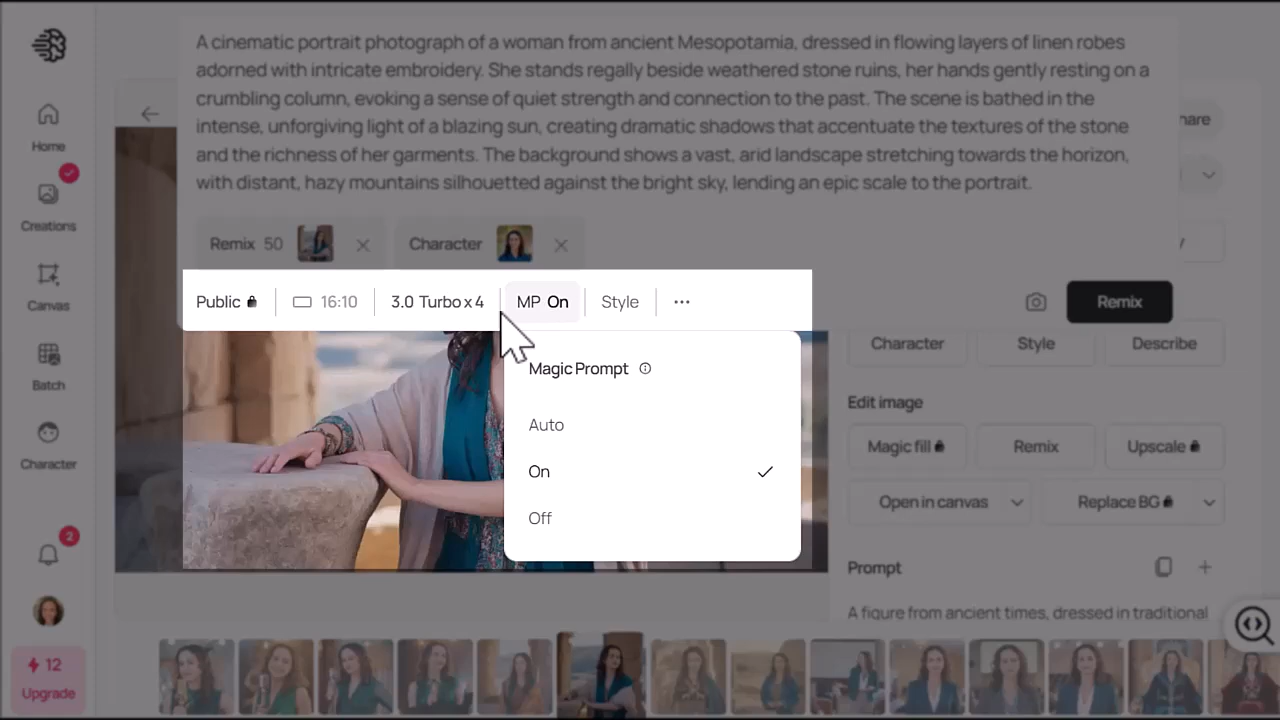 A cinematic portrait photograph of a woman from ancient Mesopotamia, dressed in flowing layers of linen robes
adorned with intricate embroidery. She stands regally beside weathered stone ruins, her hands gently resting on a
crumbling column, evoking a sense of quiet strength and connection to the past. The scene is bathed in the
intense, unforgiving light of a blazing sun, creating dramatic shadows that accentuate the textures of the stone
and the richness of her garments. The background shows a vast, arid landscape stretching towards the horizon,
with distant, hazy mountains silhouetted against the bright sky, lending an epic scale to the portrait.
hare
Home
Creations
Canvas
Batch
Character
2
12
Upgrade
Remix 50
Character
y
Public
16:10
3.0 Turbo x 4
MP On
Style
Remix
Magic Prompt
Auto
On
Off
Character
Style
Describe
Edit image
Magic fill
Remix
Upscale
Open in canvas
Replace BG
Prompt
A figure from ancient times, dressed in traditional